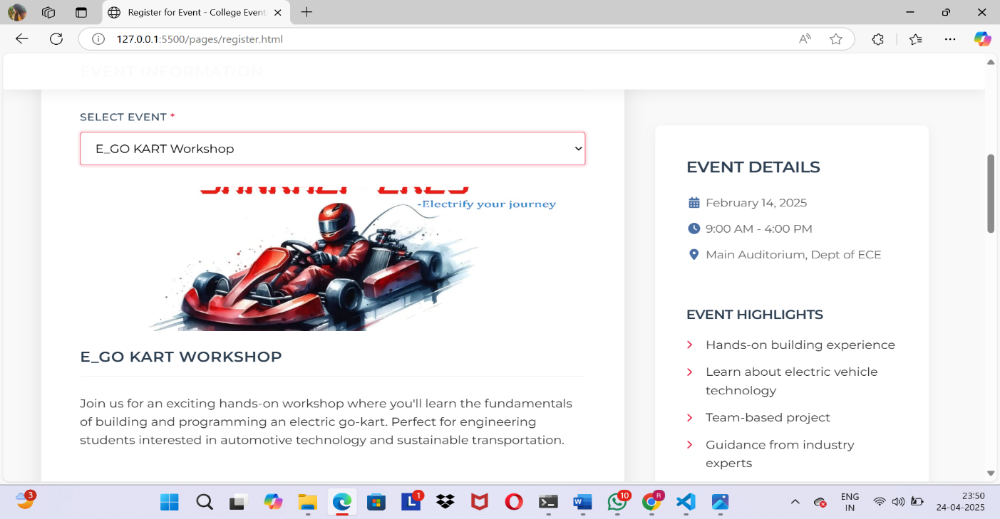 Register for Event - College Event
127.0.0.1:5500/pages/register.html
EVENT INFORMATION
SELECT EVENT *
E_GO KART Workshop
-Electrify your journey
E_GO KART WORKSHOP
Join us for an exciting hands-on workshop where you'll learn the fundamentals
of building and programming an electric go-kart. Perfect for engineering
students interested in automotive technology and sustainable transportation.
EVENT DETAILS
February 14, 2025
9:00 AM - 4:00 PM
Main Auditorium, Dept of ECE
EVENT HIGHLIGHTS
Hands-on building experience
Learn about electric vehicle
technology
Team-based project
Guidance from industry
experts
3
L
1
W
10
R
ENG
IN
23:50
24-04-2025